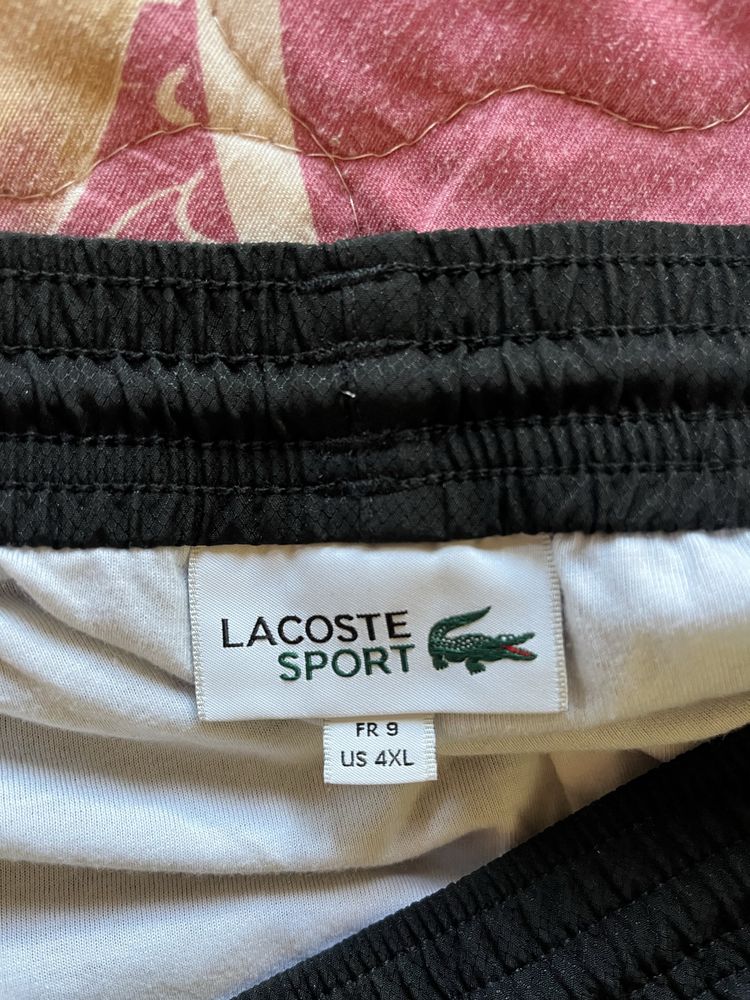 LACOSTE
SPORT
FR 9
US 4XL